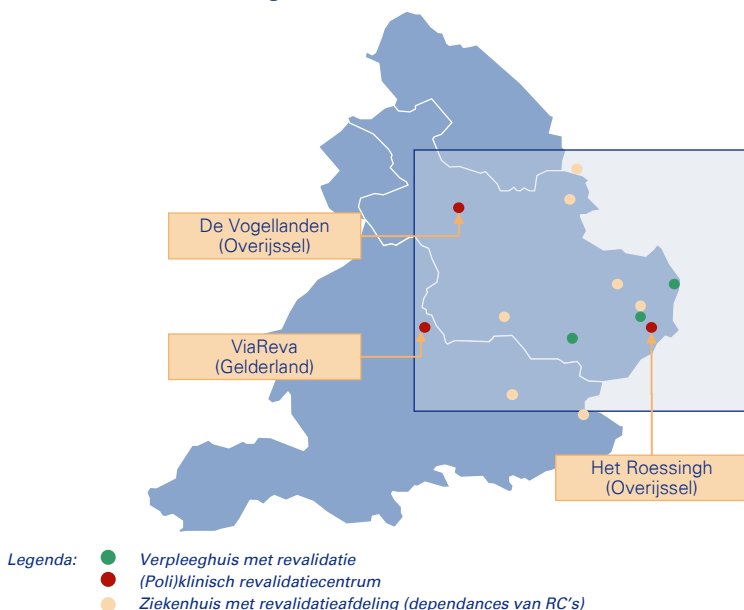 De Vogellanden
(Overijssel)
ViaReva
(Gelderland)
Het Roessingh
(Overijssel)
Legenda:
Verpleeghuis met revalidatie
(Poli)klinisch revalidatiecentrum
Ziekenhuis met revalidatieafdeling (dependances van RC's)